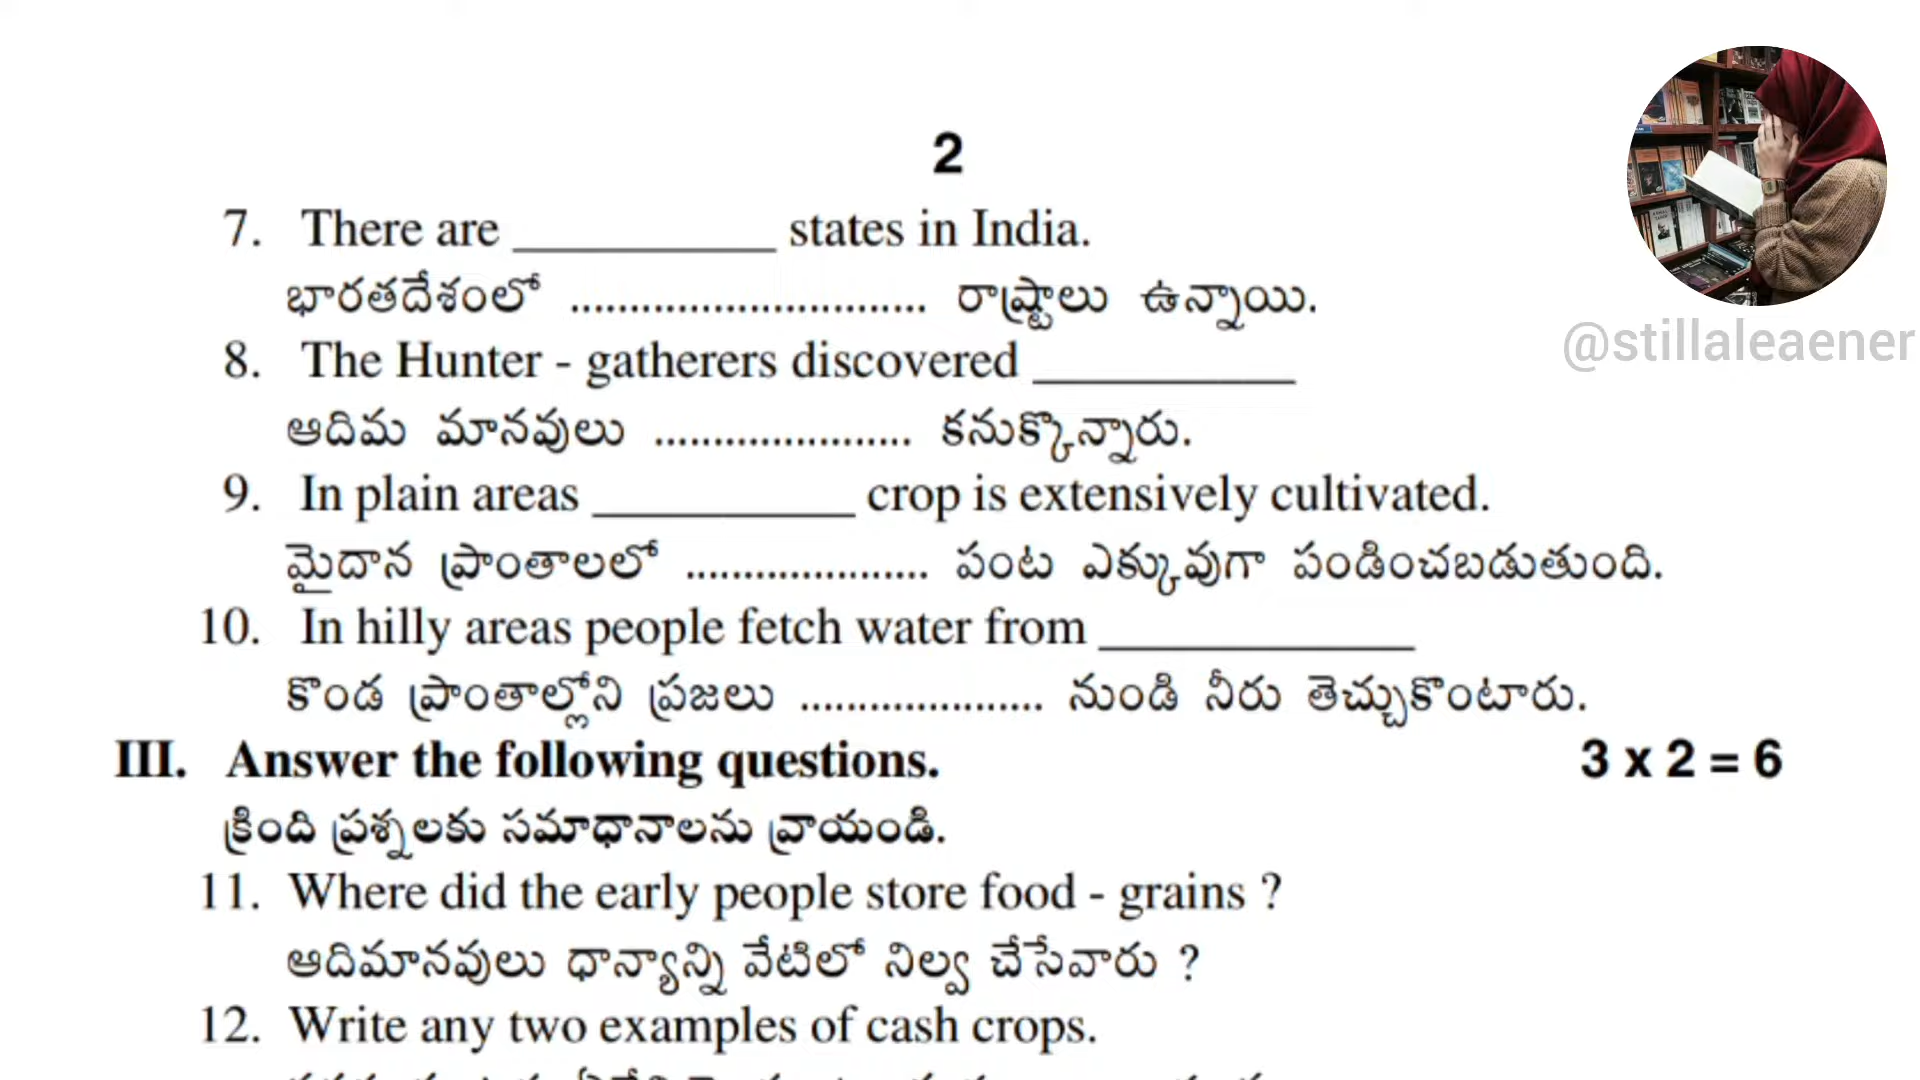 2
7. There are __________ states in India.
భారతదేశంలో .............................. రాష్ట్రాలు ఉన్నాయి.
8. The Hunter - gatherers discovered __________
ఆదిమ మానవులు ...................... కనుక్కొన్నారు.
9. In plain areas __________ crop is extensively cultivated.
మైదాన ప్రాంతాలలో ..................... పంట ఎక్కువుగా పండించబడుతుంది.
10. In hilly areas people fetch water from ____________
కొండ ప్రాంతాల్లోని ప్రజలు ..................... నుండి నీరు తెచ్చుకొంటారు.
III. Answer the following questions. 3 x 2 = 6
క్రింది ప్రశ్నలకు సమాధానాలను వ్రాయండి.
11. Where did the early people store food - grains ?
ఆదిమానవులు ధాన్యాన్ని వేటిలో నిల్వ చేసేవారు ?
12. Write any two examples of cash crops.
@stillaleaener